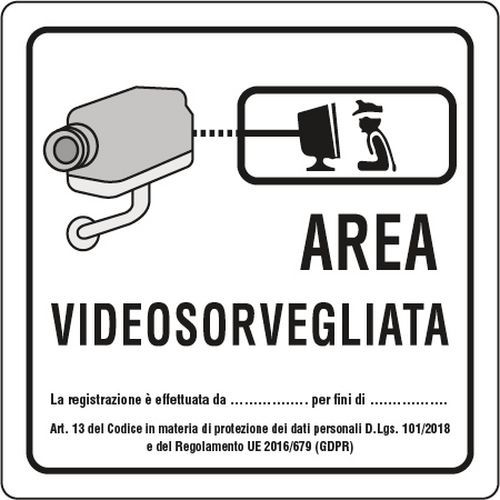 AREA
VIDEOSORVEGLIATA
La registrazione è effettuata da ................ per fini di ................
Art. 13 del Codice in materia di protezione dei dati personali D.Lgs. 101/2018
e del Regolamento UE 2016/679 (GDPR)